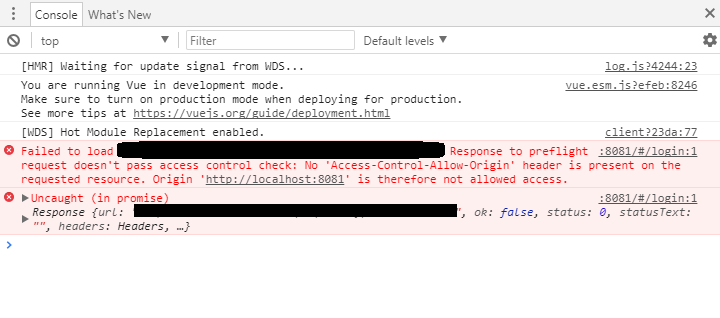 Console What's New
top Filter Default levels
[HMR] Waiting for update signal from WDS... log.js?4244:23
You are running Vue in development mode. vue.esm.js?efeb:8246
Make sure to turn on production mode when deploying for production.
See more tips at https://vuejs.org/guide/deployment.html
[WDS] Hot Module Replacement enabled. client?23da:77
Failed to load Response to preflight :8081/#/login:1
request doesn't pass access control check: No 'Access-Control-Allow-Origin' header is present on the
requested resource. Origin 'http://localhost:8081' is therefore not allowed access.
Uncaught (in promise) :8081/#/login:1
Response {url: " ", ok: false, status: 0, statusText:
"", headers: Headers, …}